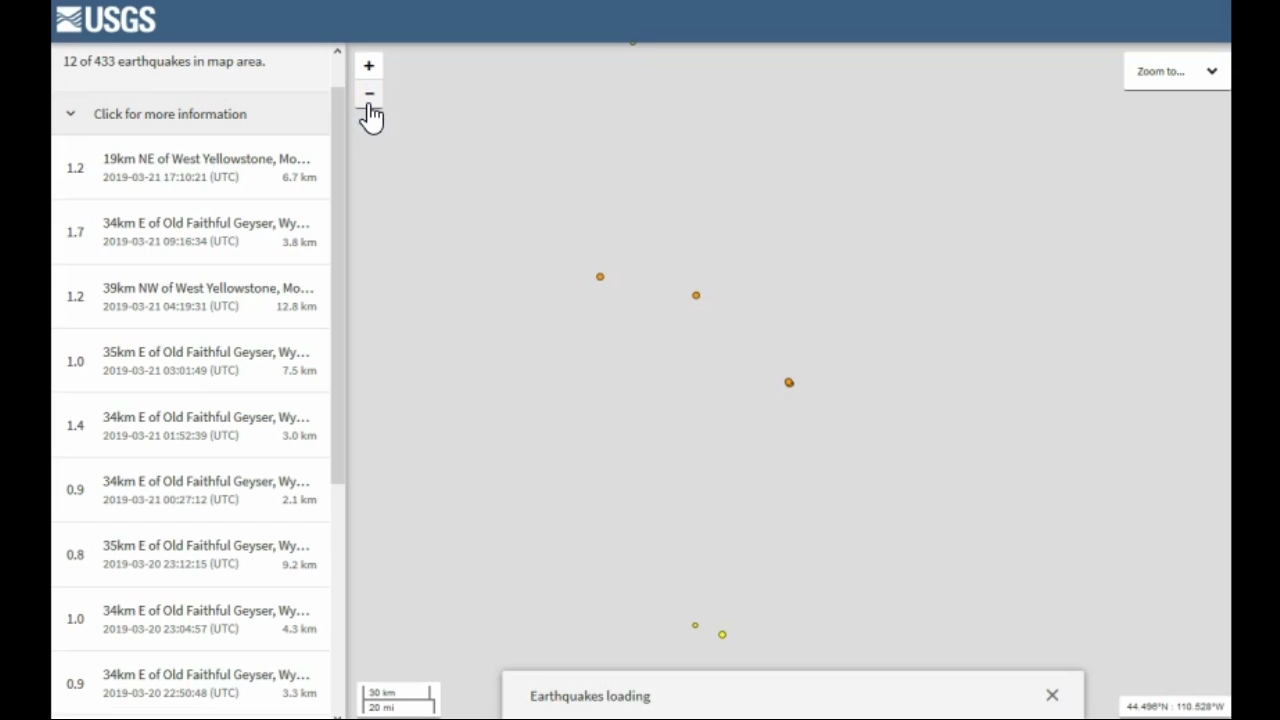 USGS
12 of 433 earthquakes in map area.
Click for more information
1.2
19km NE of West Yellowstone, Mo...
2019-03-21 17:10:21 (UTC) 6.7 km
1.7
34km E of Old Faithful Geyser, Wy...
2019-03-21 09:16:34 (UTC) 3.8 km
1.2
39km NW of West Yellowstone, Mo...
2019-03-21 04:19:31 (UTC) 12.8 km
1.0
35km E of Old Faithful Geyser, Wy...
2019-03-21 03:01:49 (UTC) 7.5 km
1.4
34km E of Old Faithful Geyser, Wy...
2019-03-21 01:52:39 (UTC) 3.0 km
0.9
34km E of Old Faithful Geyser, Wy...
2019-03-21 00:27:12 (UTC) 2.1 km
0.8
35km E of Old Faithful Geyser, Wy...
2019-03-20 23:12:15 (UTC) 9.2 km
1.0
34km E of Old Faithful Geyser, Wy...
2019-03-20 23:04:57 (UTC) 4.3 km
0.9
34km E of Old Faithful Geyser, Wy...
2019-03-20 22:50:48 (UTC) 3.3 km
+
−
Zoom to...
30 km
20 mi
Earthquakes loading
44.496°N : 110.528°W